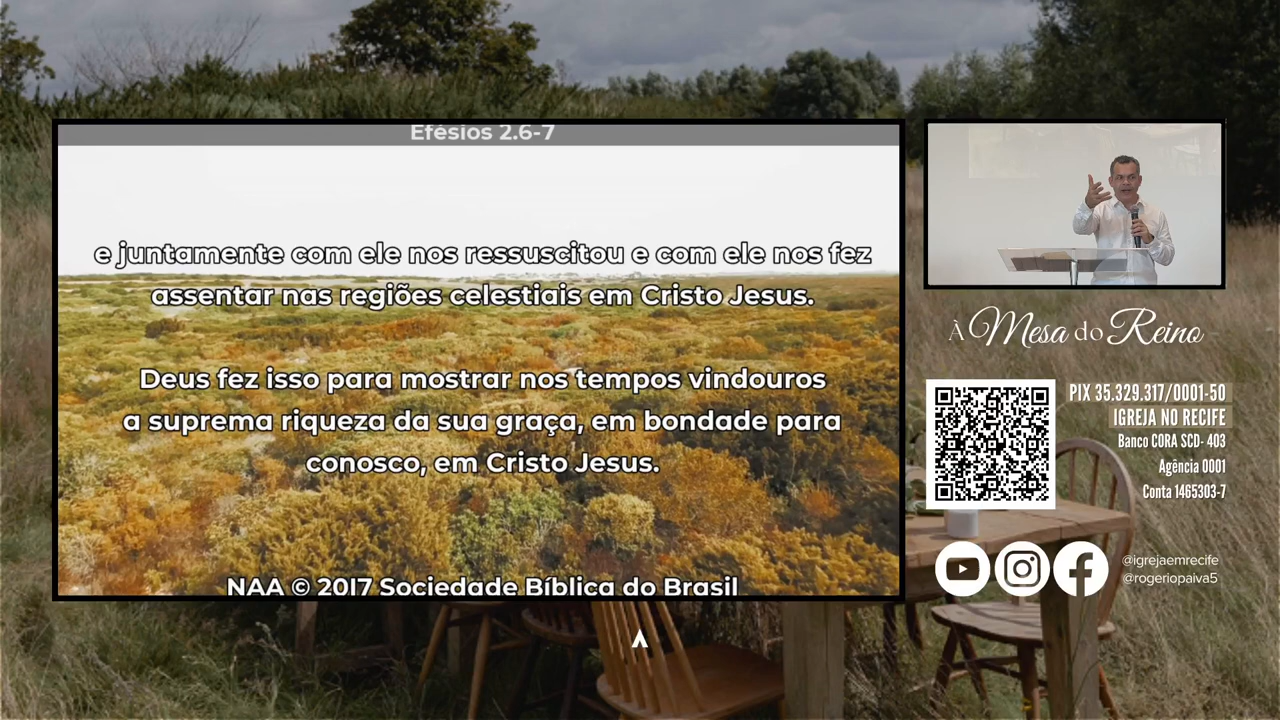 Efésios 2.6-7
e juntamente com ele nos ressuscitou e com ele nos fez
assentar nas regiões celestiais em Cristo Jesus.
Deus fez isso para mostrar nos tempos vindouros
a suprema riqueza da sua graça, em bondade para
conosco, em Cristo Jesus.
NAA © 2017 Sociedade Bíblica do Brasil
À Mesa do Reino
PIX 35.329.317/0001-50
IGREJA NO RECIFE
Banco CORA SCD- 403
Agência 0001
Conta 1465303-7
@igrejaemrecife
@rogeriopaiva5